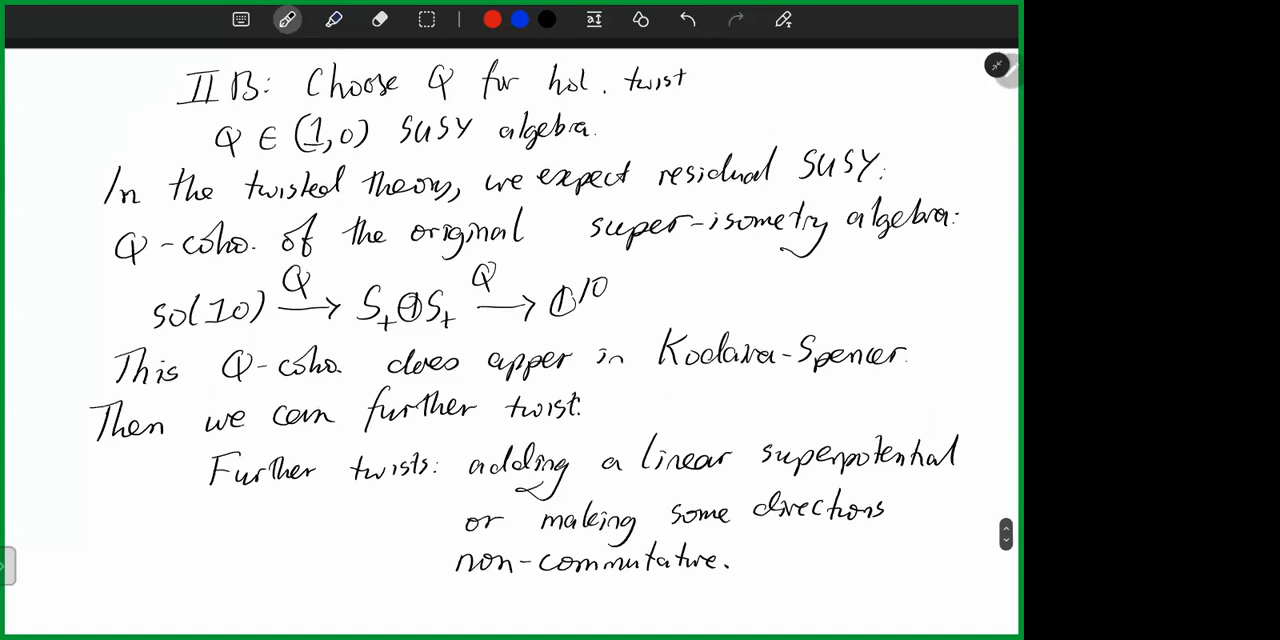 II B: Choose Q for hol. twist
Q ∈ (1,0) SUSY algebra.
In the twisted theory, we expect residual SUSY:
Q-coho. of the original super-isometry algebra:
so(10) →Q S₊⊕S₊ →Q ℂ¹⁰
This Q-coho. does apper in Kodaira-Spencer.
Then we can further twist.
Further twists: adding a linear superpotential
or making some directions
non-commutative.